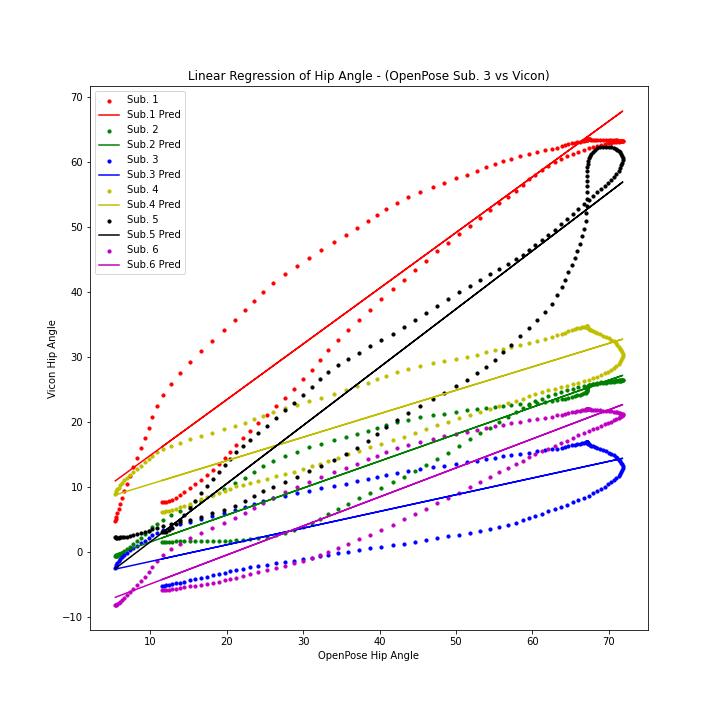 Linear Regression of Hip Angle - (OpenPose Sub. 3 vs Vicon)
Sub. 1
Sub.1 Pred
Sub. 2
Sub.2 Pred
Sub. 3
Sub.3 Pred
Sub. 4
Sub.4 Pred
Sub. 5
Sub.5 Pred
Sub. 6
Sub.6 Pred
Vicon Hip Angle
70
60
50
40
30
20
10
0
−10
10 20 30 40 50 60 70
OpenPose Hip Angle